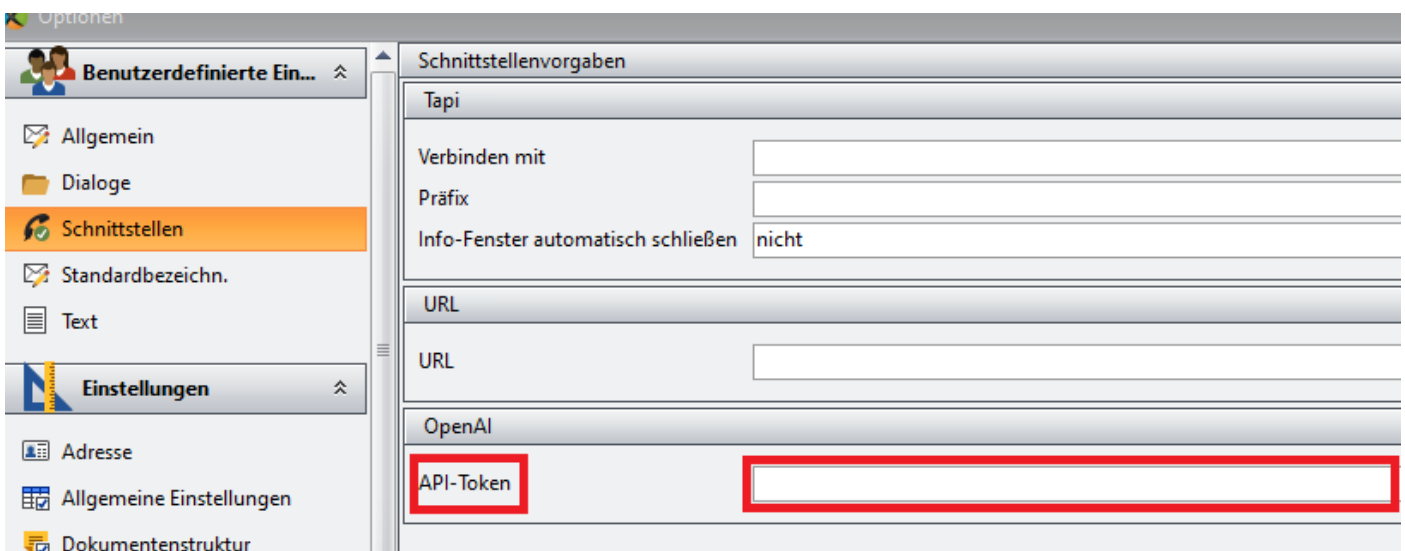 Optionen
Benutzerdefinierte Ein...
Allgemein
Dialoge
Schnittstellen
Standardbezeichn.
Text
Einstellungen
Adresse
Allgemeine Einstellungen
Dokumentenstruktur
Schnittstellenvorgaben
Tapi
Verbinden mit
Präfix
Info-Fenster automatisch schließen nicht
URL
URL
OpenAI
API-Token